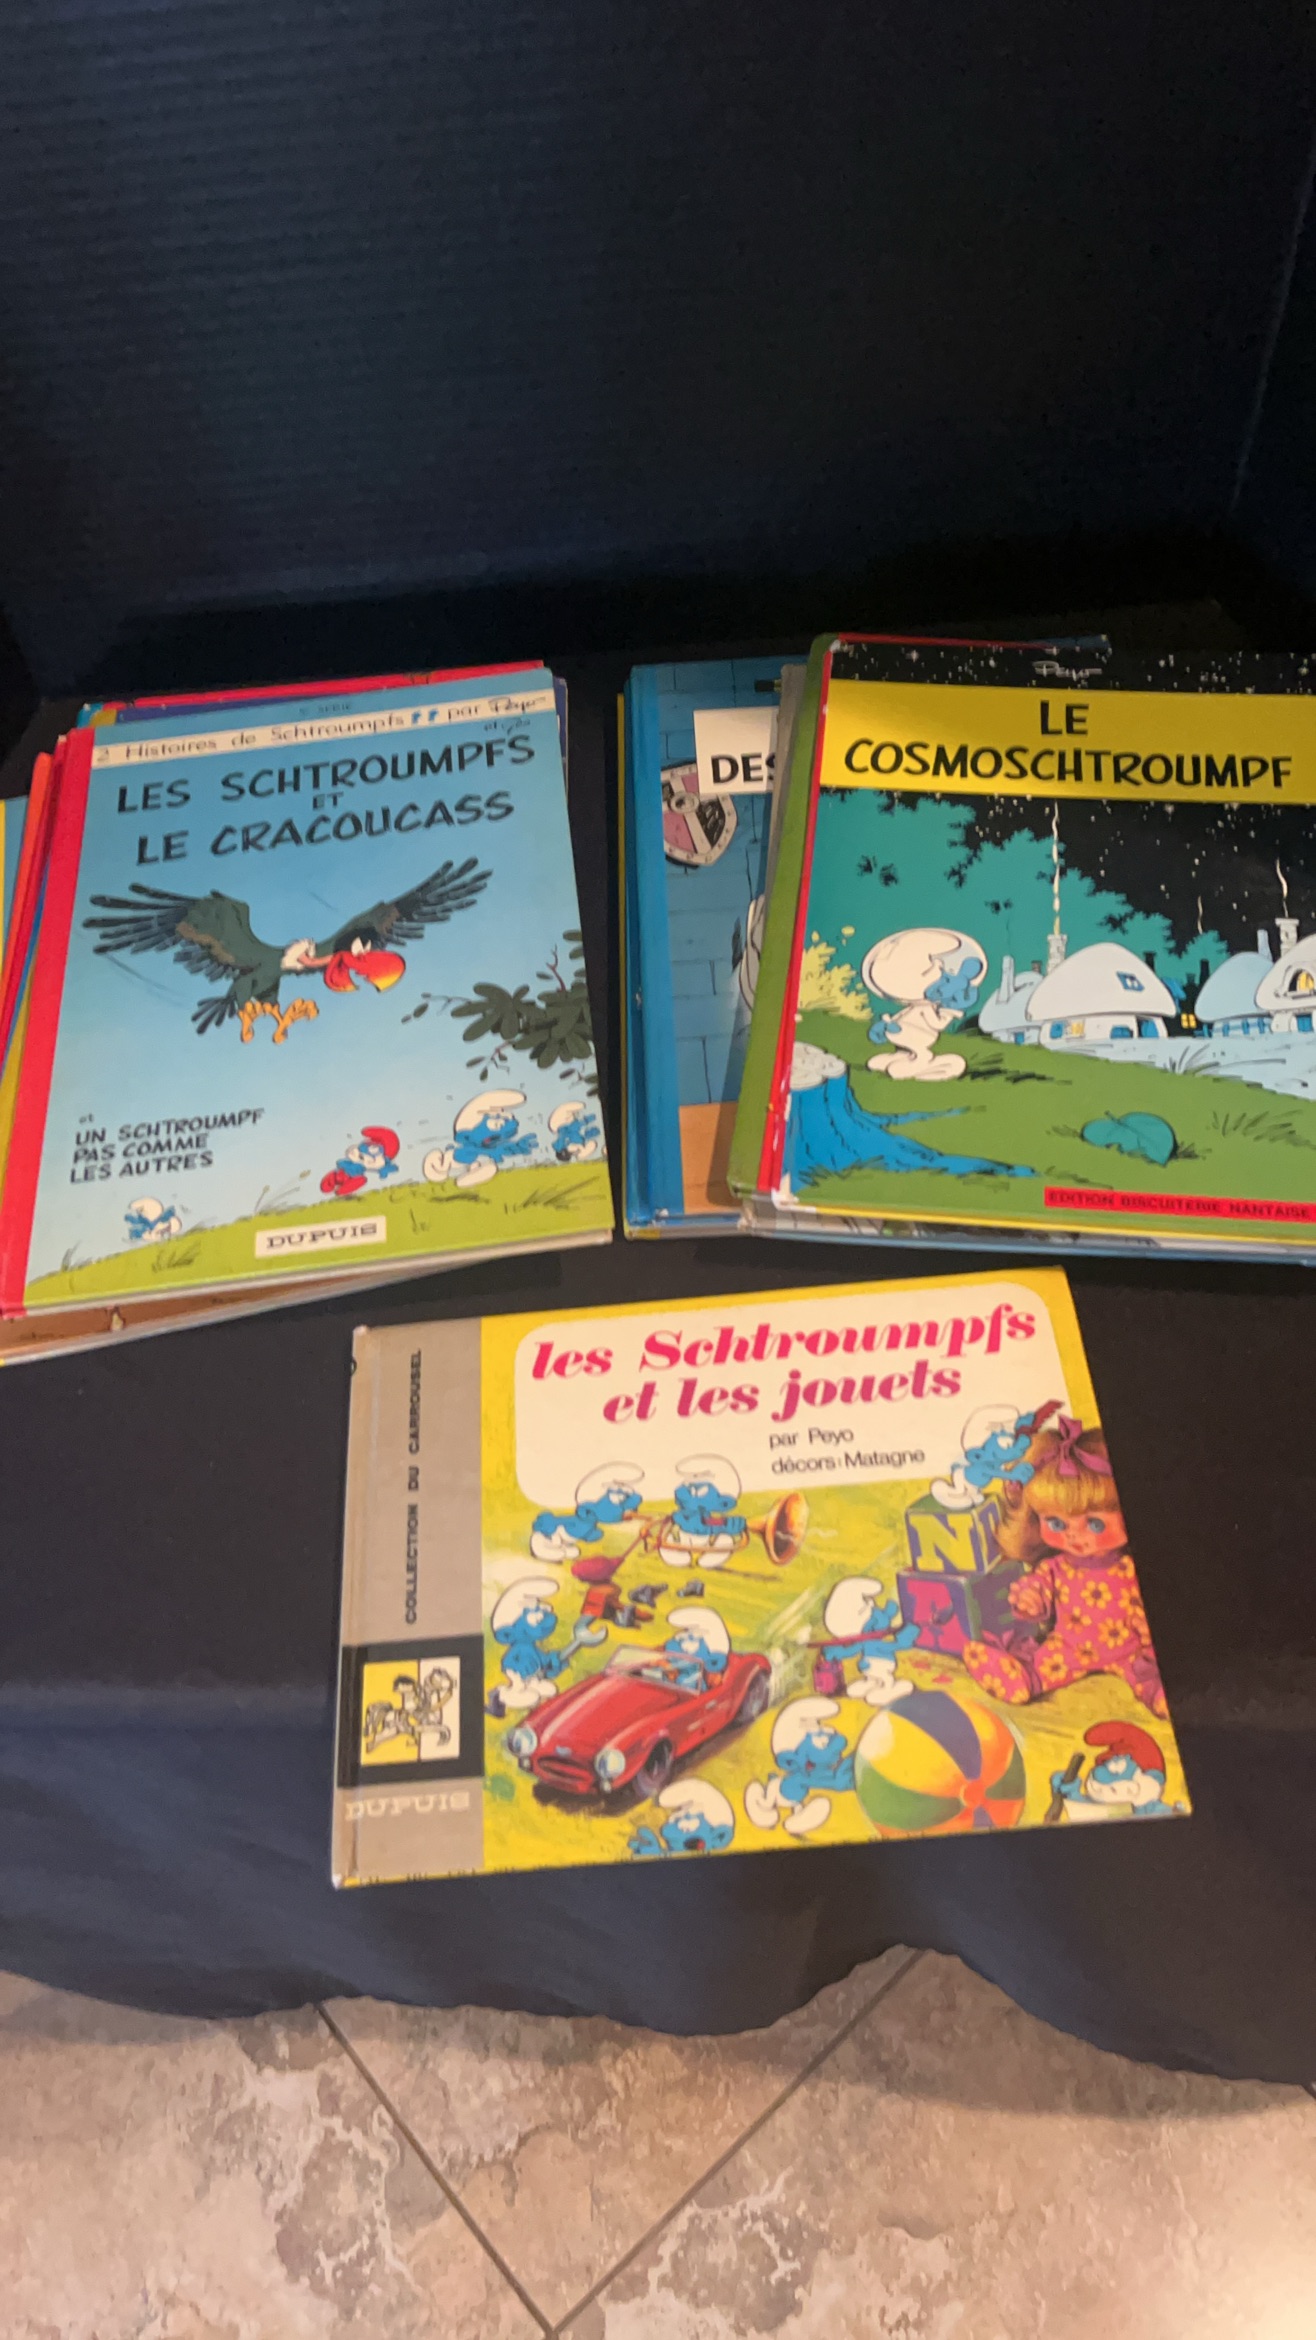 2 Histoires de Schtroumpfs par Peyo
LES SCHTROUMPFS
ET
LE CRACOUCASS
et
UN SCHTROUMPF
PAS COMME
LES AUTRES
DUPUIS
DES
Peyo
LE
COSMOSCHTROUMPF
EDITION BISCUITERIE NANTAISE
COLLECTION DU CARROUSEL
DUPUIS
les Schtroumpfs
et les jouets
par Peyo
décors: Matagne
N